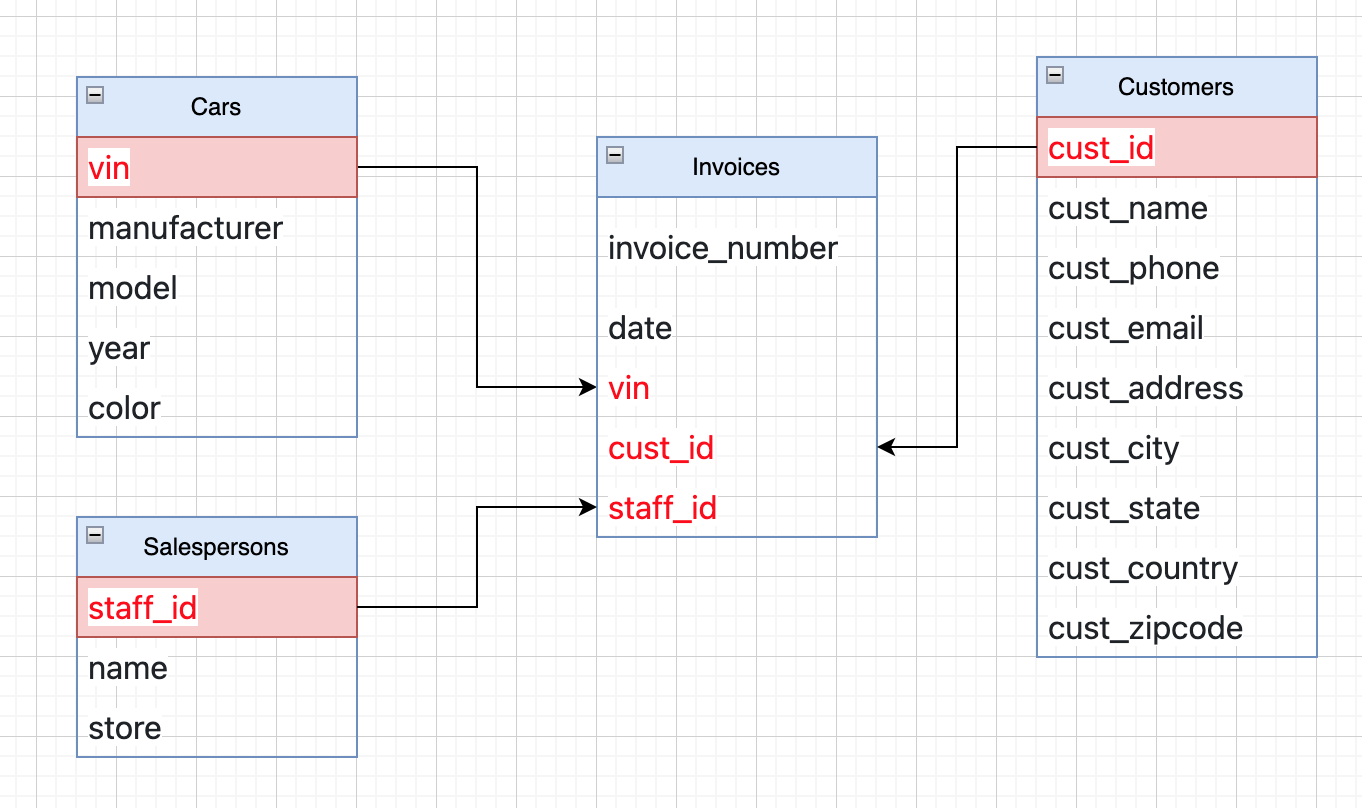 Cars
vin
manufacturer
model
year
color
Salespersons
staff_id
name
store
Invoices
invoice_number
date
vin
cust_id
staff_id
Customers
cust_id
cust_name
cust_phone
cust_email
cust_address
cust_city
cust_state
cust_country
cust_zipcode